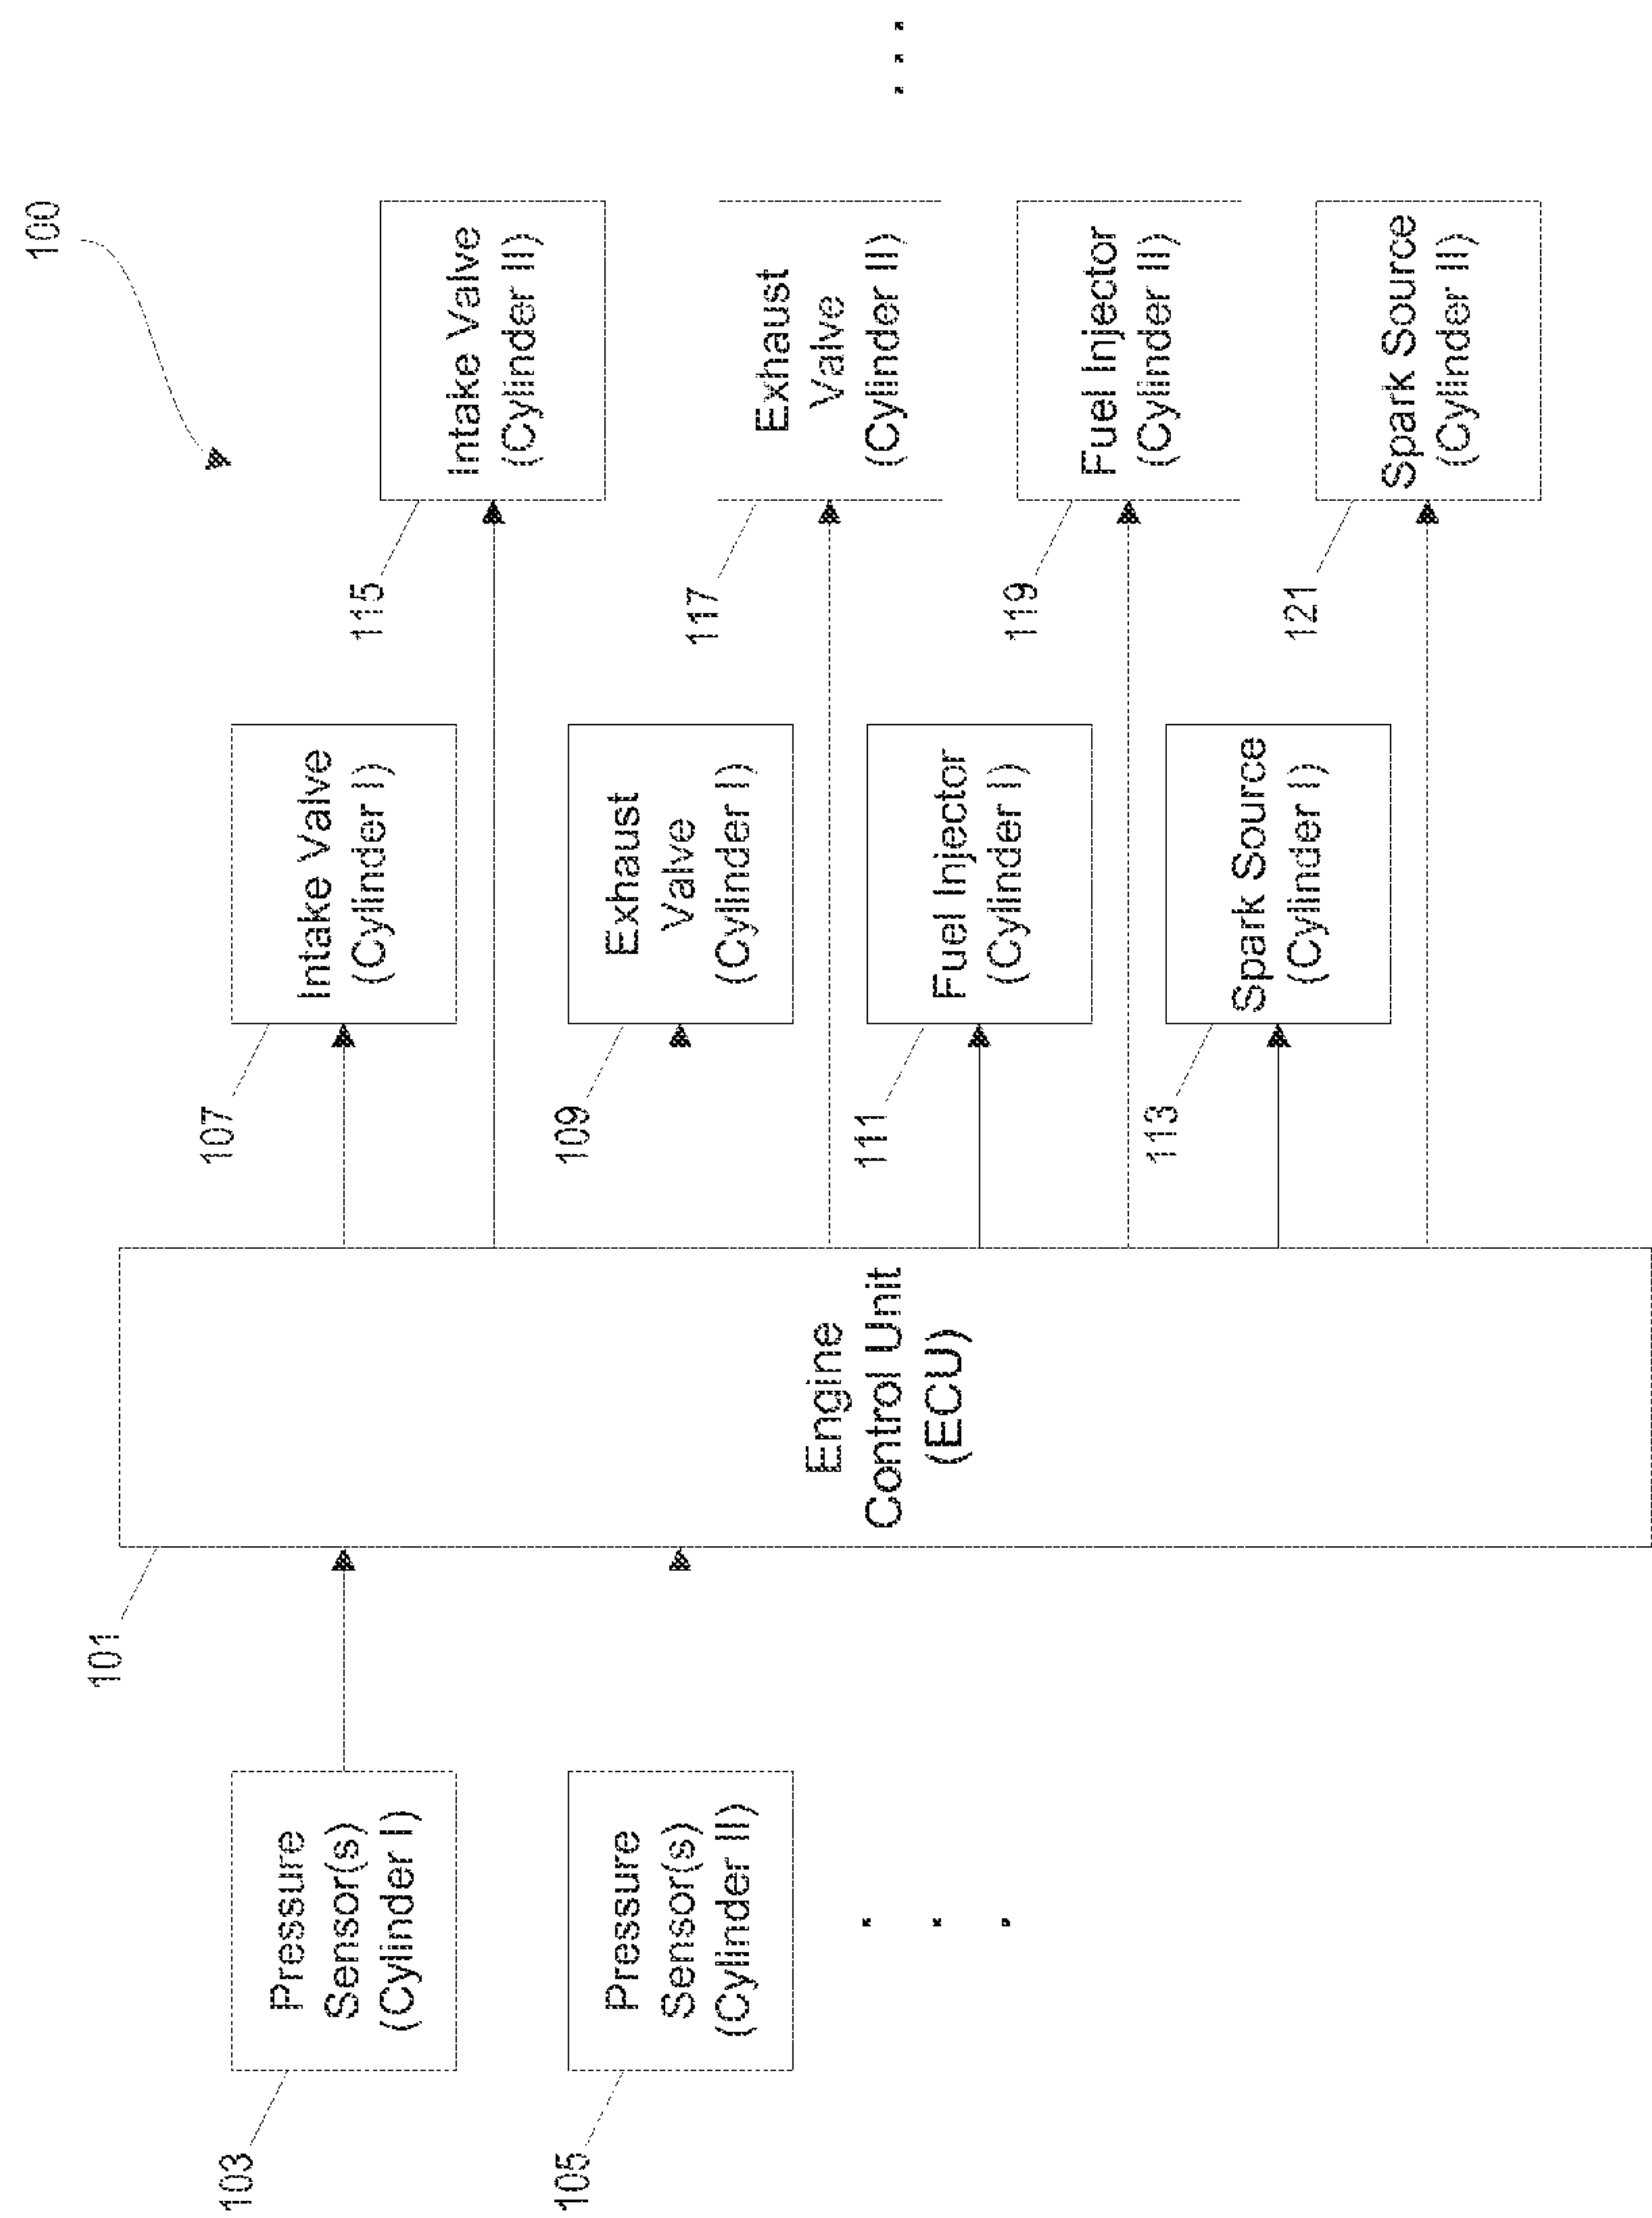 100
103
Pressure
Sensor(s)
(Cylinder I)
105
Pressure
Sensor(s)
(Cylinder II)
101
Engine
Control Unit
(ECU)
107
Intake Valve
(Cylinder I)
109
Exhaust
Valve
(Cylinder I)
111
Fuel Injector
(Cylinder I)
113
Spark Source
(Cylinder I)
115
Intake Valve
(Cylinder II)
117
Exhaust
Valve
(Cylinder II)
119
Fuel Injector
(Cylinder II)
121
Spark Source
(Cylinder II)